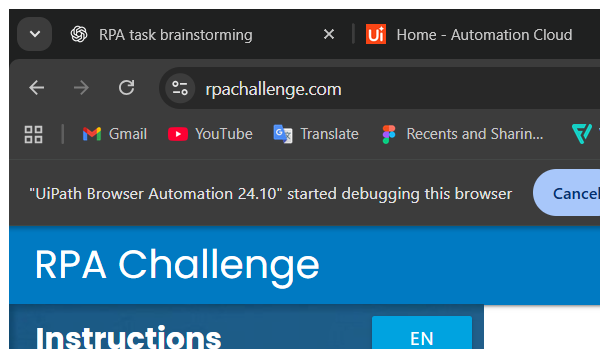 RPA task brainstorming Ui Home - Automation Cloud
rpachallenge.com
Gmail YouTube Translate Recents and Sharin...
"UiPath Browser Automation 24.10" started debugging this browser Cancel
RPA Challenge
Instructions EN